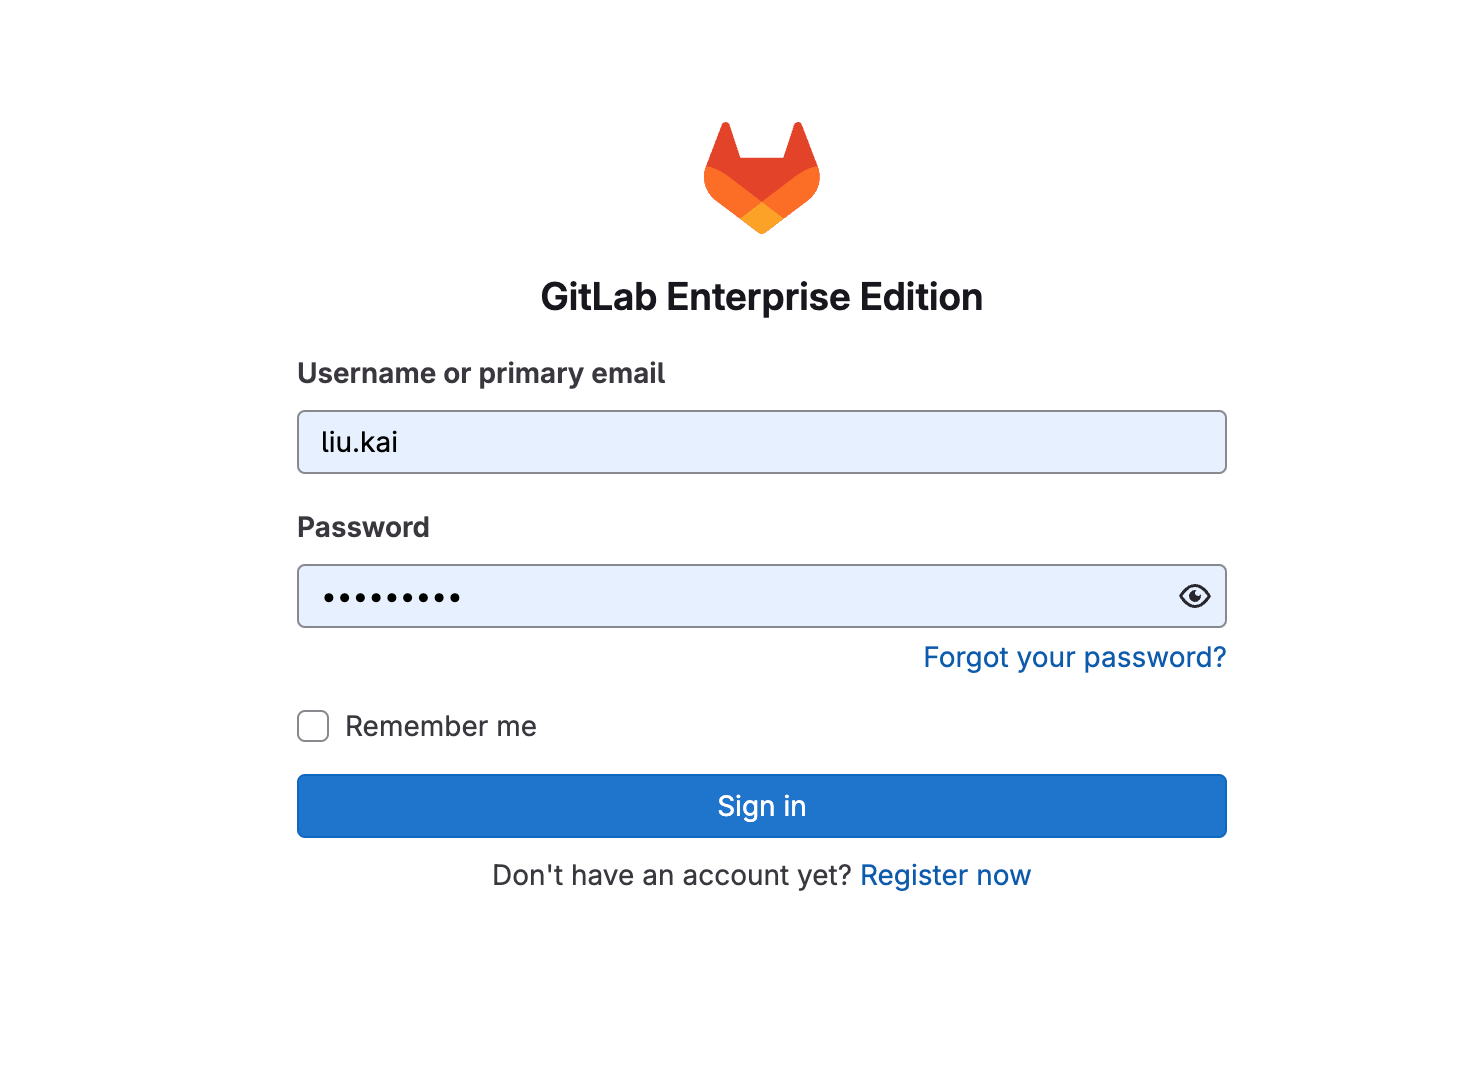 GitLab Enterprise Edition
Username or primary email
liu.kai
Password
•••••••••
Forgot your password?
Remember me
Sign in
Don't have an account yet? Register now